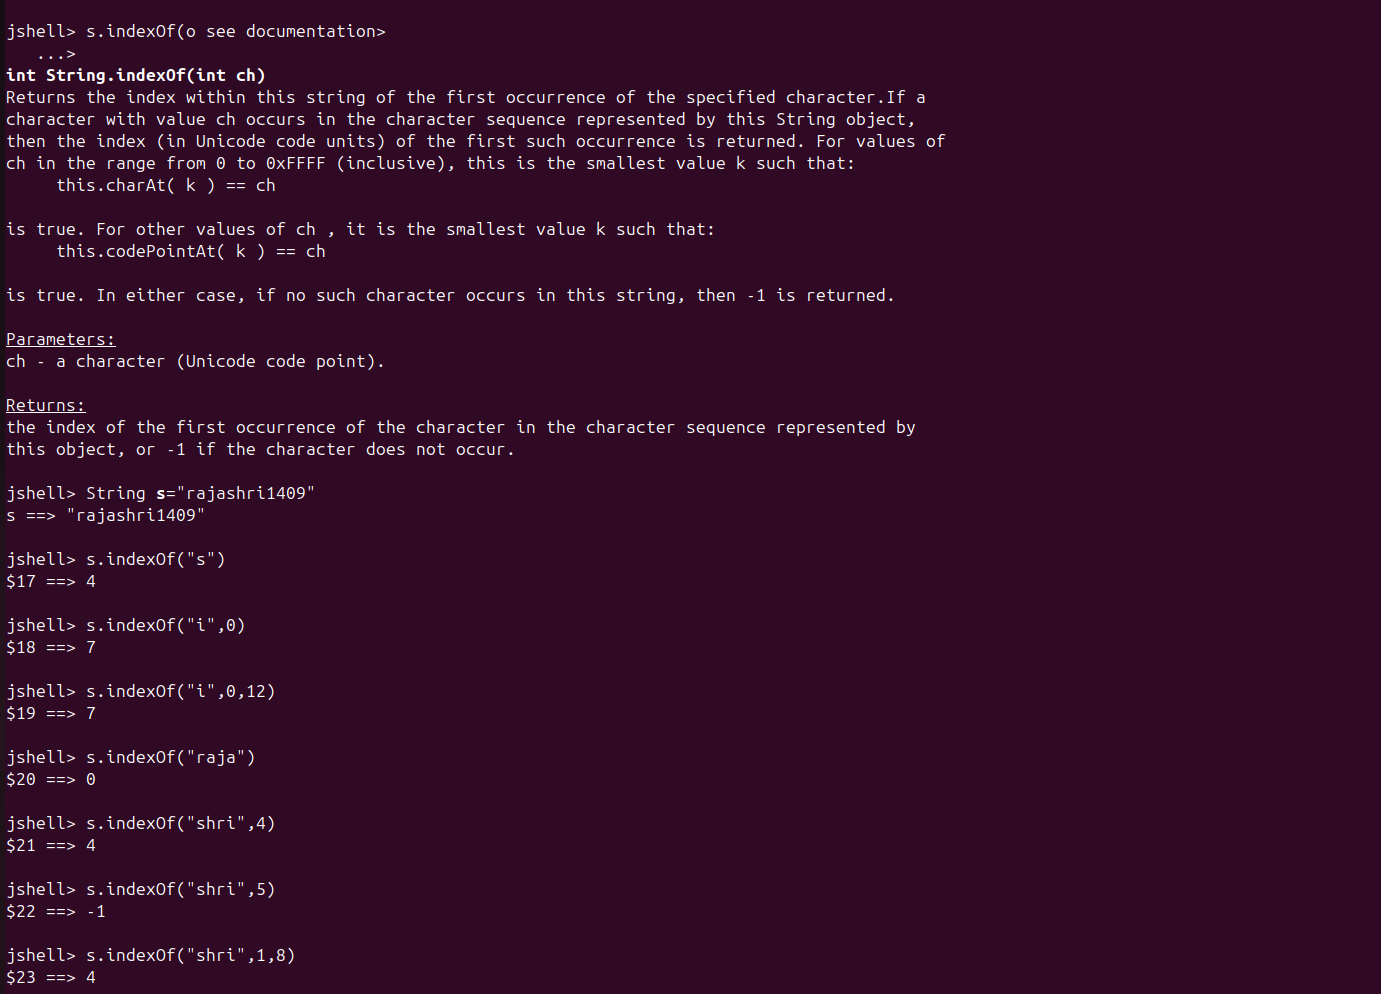 jshell> s.indexOf(o see documentation>
   ...>
int String.indexOf(int ch)
Returns the index within this string of the first occurrence of the specified character.If a
character with value ch occurs in the character sequence represented by this String object,
then the index (in Unicode code units) of the first such occurrence is returned. For values of
ch in the range from 0 to 0xFFFF (inclusive), this is the smallest value k such that:
     this.charAt( k ) == ch
is true. For other values of ch , it is the smallest value k such that:
     this.codePointAt( k ) == ch
is true. In either case, if no such character occurs in this string, then -1 is returned.
Parameters:
ch - a character (Unicode code point).
Returns:
the index of the first occurrence of the character in the character sequence represented by
this object, or -1 if the character does not occur.
jshell> String s="rajashri1409"
s ==> "rajashri1409"
jshell> s.indexOf("s")
$17 ==> 4
jshell> s.indexOf("i",0)
$18 ==> 7
jshell> s.indexOf("i",0,12)
$19 ==> 7
jshell> s.indexOf("raja")
$20 ==> 0
jshell> s.indexOf("shri",4)
$21 ==> 4
jshell> s.indexOf("shri",5)
$22 ==> -1
jshell> s.indexOf("shri",1,8)
$23 ==> 4